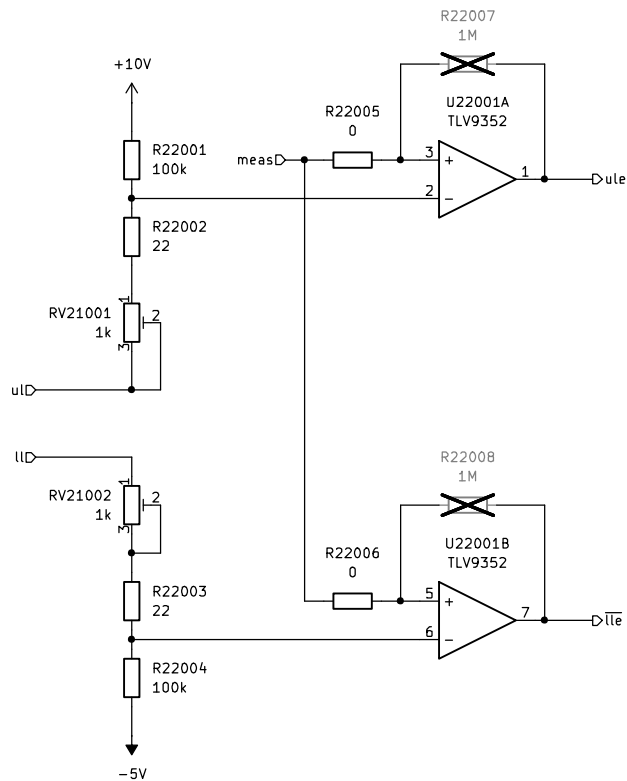 R22007
1M
+10V
U22001A
TLV9352
R22005
0
R22001
100k
meas
3
+
1
ule
2
−
R22002
22
RV21001
1k
1
2
3
ul
ll
R22008
1M
RV21002
1k
1
2
3
U22001B
TLV9352
R22006
0
R22003
22
5
+
7
lle
6
−
R22004
100k
−5V